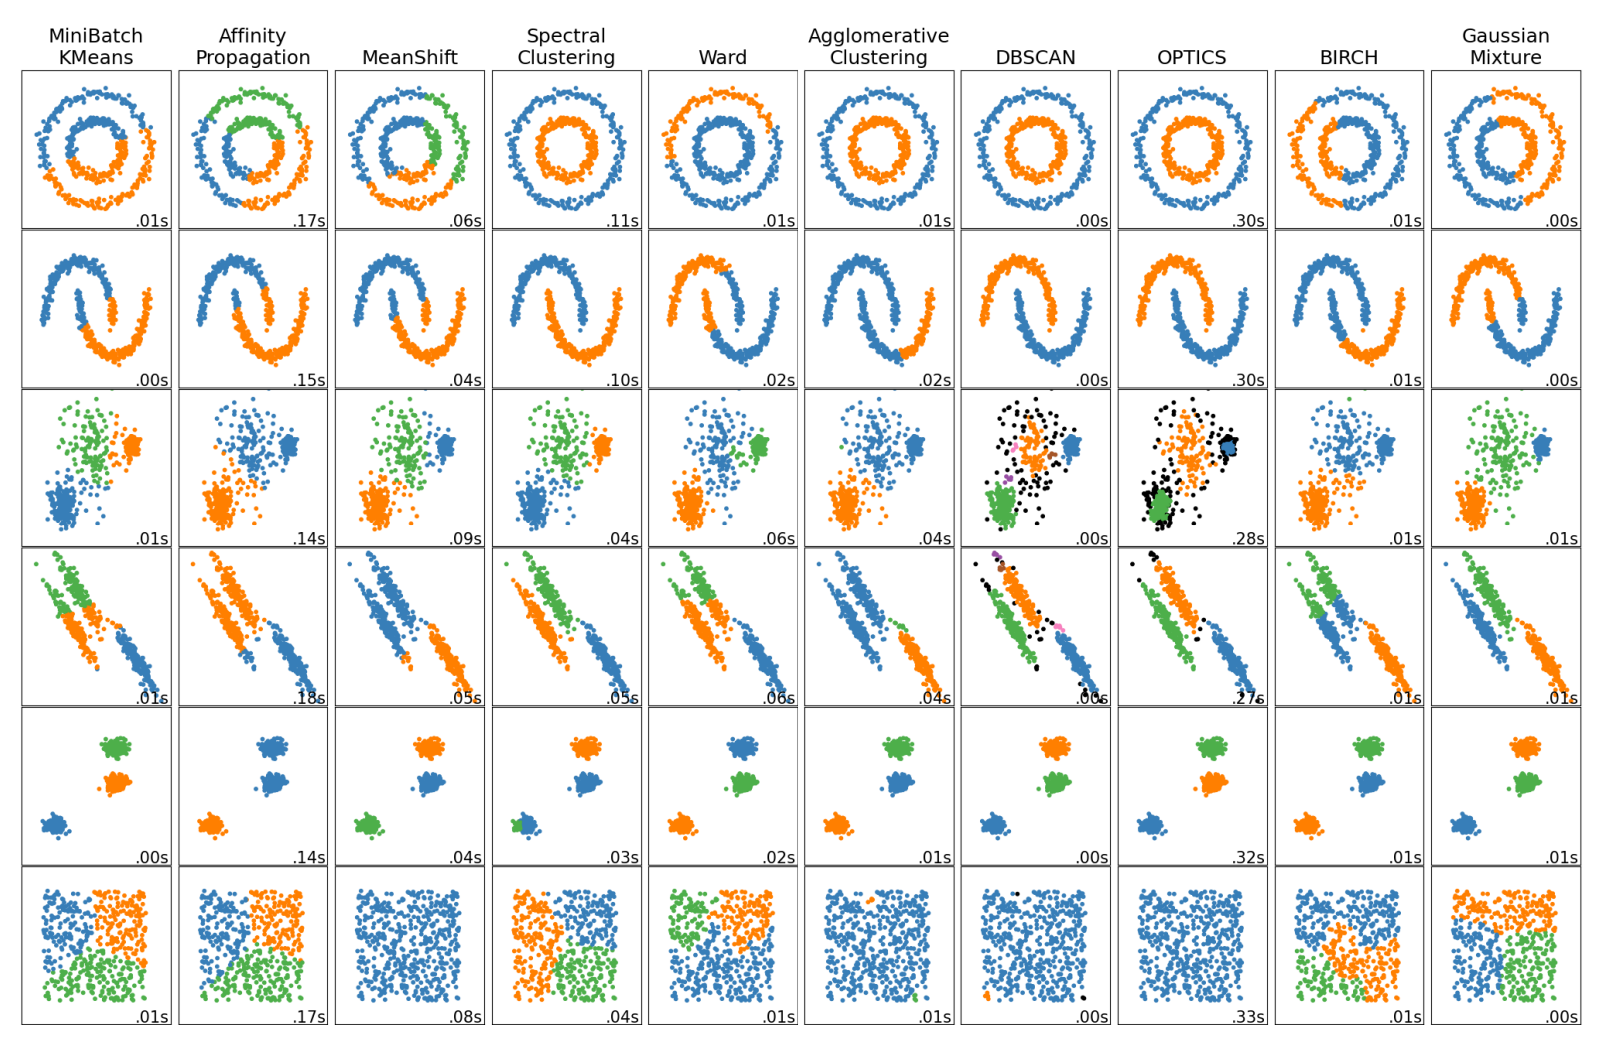 MiniBatch
KMeans
Affinity
Propagation
MeanShift
Spectral
Clustering
Ward
Agglomerative
Clustering
DBSCAN
OPTICS
BIRCH
Gaussian
Mixture
.01s
.17s
.06s
.11s
.01s
.01s
.00s
.30s
.01s
.00s
.00s
.15s
.04s
.10s
.02s
.02s
.00s
.30s
.01s
.00s
.01s
.14s
.09s
.04s
.06s
.04s
.00s
.28s
.01s
.01s
.01s
.18s
.05s
.05s
.06s
.04s
.00s
.27s
.01s
.01s
.00s
.14s
.04s
.03s
.02s
.01s
.00s
.32s
.01s
.01s
.01s
.17s
.08s
.04s
.01s
.01s
.00s
.33s
.01s
.00s